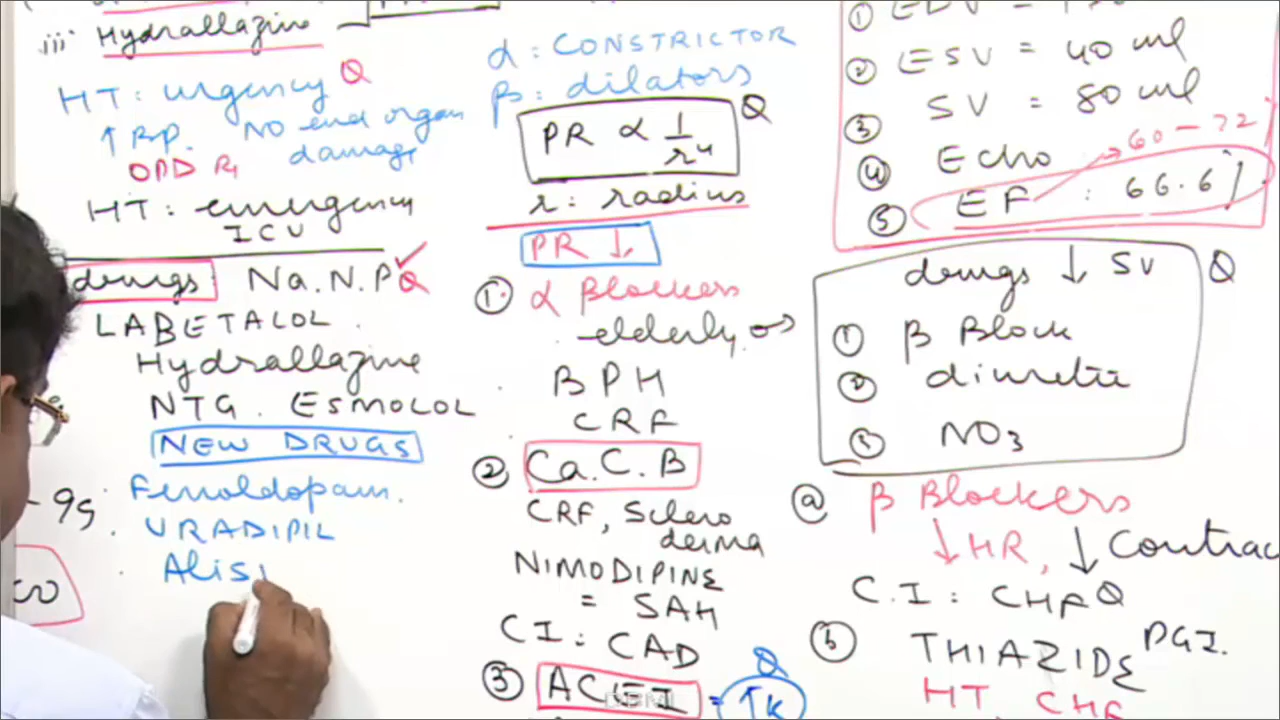 iii Hydrallazine
HT: urgency Q
↑ B.p. NO end organ
damage
OPD Rx
HT: emergency
ICU
drugs Na.N.P Q
LABETALOL
Hydrallazine
NTG. ESMOLOL
NEW DRUGS
Fenoldopam.
URADIPIL
Alisi
- 95
α: CONSTRICTOR
β: dilators
PR α 1/r⁴ Q
r: radius
PR ↓
① α Blockers
elderly ♂
BPH
CRF
② Ca.C.B
CRF, Sclero
derma
NIMODIPINE
= SAH
CI: CAD
③ ACEI = ↑K Q
①
② ESV = 40 ml
③ SV = 80 ml
④ Echo
⑤ EF : 66.6% 60-72
drugs ↓ SV Q
① β Block
② diuretic
③ NO3
ⓐ β Blockers
↓ HR, ↓ Contrac
C.I: CHF Q
ⓑ THIAZIDE PGI.
HT CHF